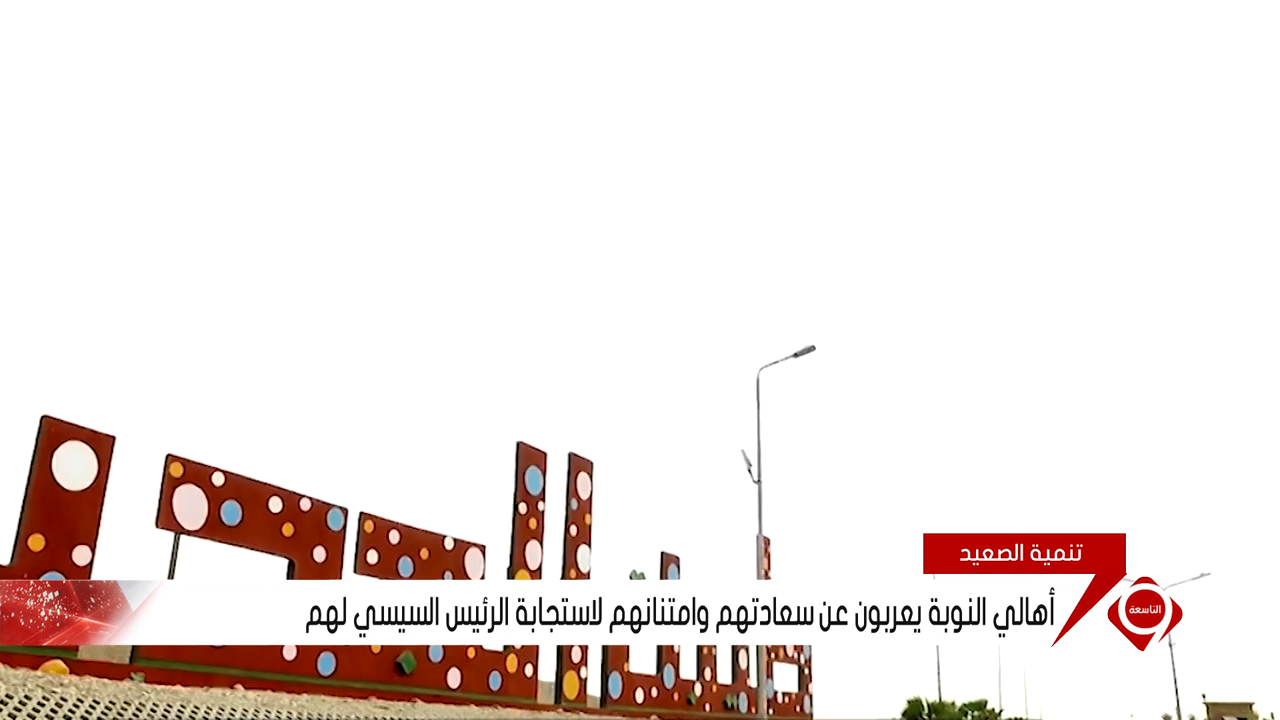 تنمية الصعيد
أهالي النوبة يعربون عن سعادتهم وامتنانهم لاستجابة الرئيس السيسي لهم
التاسعة